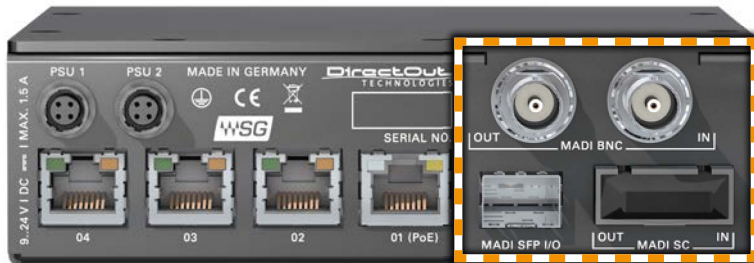 PSU 1
PSU 2
MADE IN GERMANY
DirectOut
TECHNOLOGIES
CE
SG
SERIAL NO.
9..24 V | DC ⎓ | MAX. 1.5 A
04
03
02
01 (PoE)
OUT
MADI BNC
IN
MADI SFP I/O
OUT
MADI SC
IN